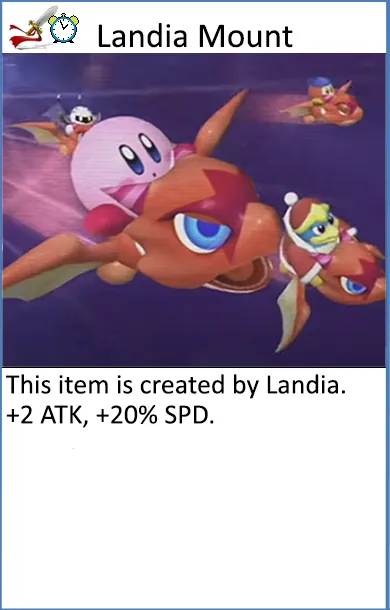 Landia Mount
This item is created by Landia.
+2 ATK, +20% SPD.